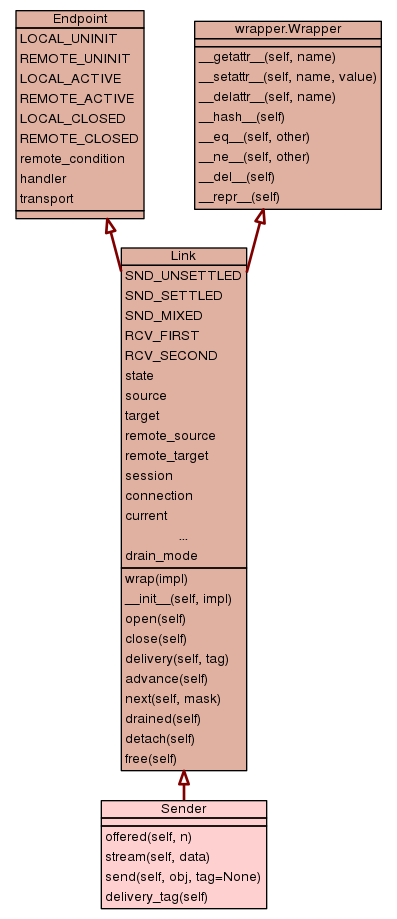 Endpoint
LOCAL_UNINIT
REMOTE_UNINIT
LOCAL_ACTIVE
REMOTE_ACTIVE
LOCAL_CLOSED
REMOTE_CLOSED
remote_condition
handler
transport
wrapper.Wrapper
__getattr__(self, name)
__setattr__(self, name, value)
__delattr__(self, name)
__hash__(self)
__eq__(self, other)
__ne__(self, other)
__del__(self)
__repr__(self)
Link
SND_UNSETTLED
SND_SETTLED
SND_MIXED
RCV_FIRST
RCV_SECOND
state
source
target
remote_source
remote_target
session
connection
current
...
drain_mode
wrap(impl)
__init__(self, impl)
open(self)
close(self)
delivery(self, tag)
advance(self)
next(self, mask)
drained(self)
detach(self)
free(self)
Sender
offered(self, n)
stream(self, data)
send(self, obj, tag=None)
delivery_tag(self)